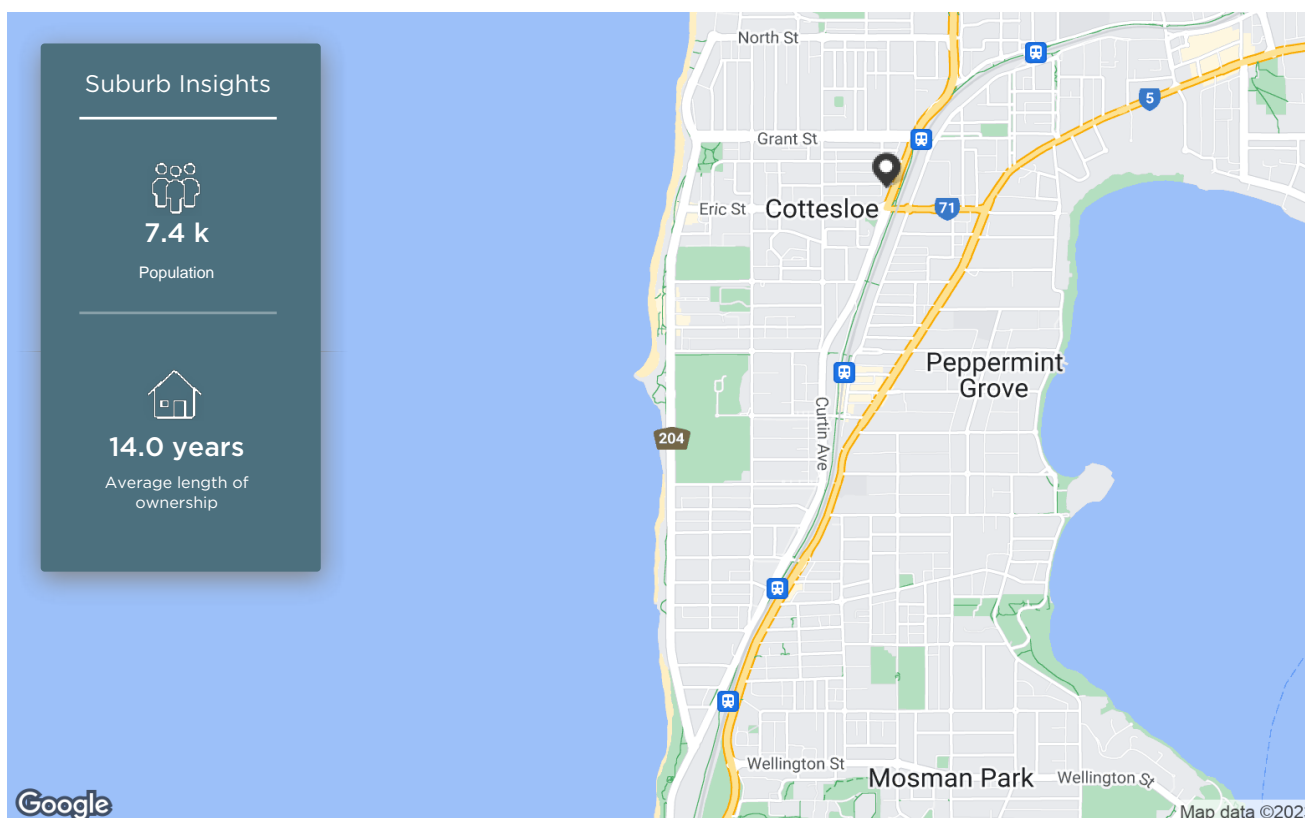 Suburb Insights
7.4 k
Population
14.0 years
Average length of
ownership
North St
5
Grant St
Eric St
Cottesloe
71
Peppermint
Grove
Curtin Ave
204
Wellington St
Mosman Park
Wellington St
Google
Map data ©202